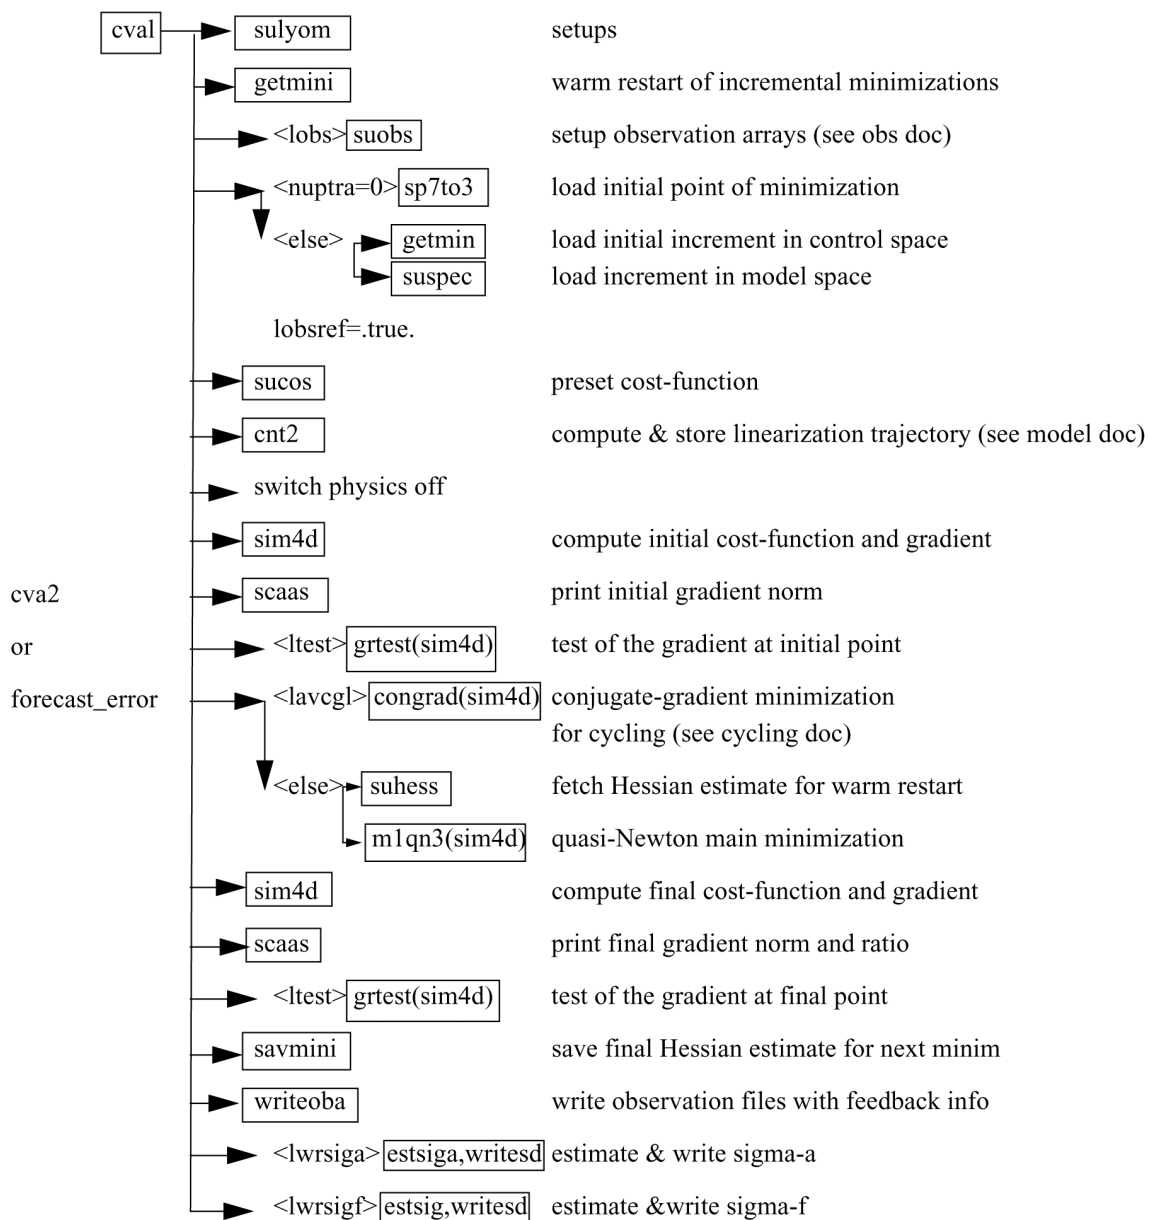 cval sulyom setups
getmini warm restart of incremental minimizations
<lobs> suobs setup observation arrays (see obs doc)
<nuptra=0> sp7to3 load initial point of minimization
<else> getmin load initial increment in control space
suspec load increment in model space
lobsref=.true.
sucos preset cost-function
cnt2 compute & store linearization trajectory (see model doc)
switch physics off
sim4d compute initial cost-function and gradient
cva2 scaas print initial gradient norm
or <ltest> grtest(sim4d) test of the gradient at initial point
forecast_error <lavcgl> congrad(sim4d) conjugate-gradient minimization
for cycling (see cycling doc)
<else> suhess fetch Hessian estimate for warm restart
m1qn3(sim4d) quasi-Newton main minimization
sim4d compute final cost-function and gradient
scaas print final gradient norm and ratio
<ltest> grtest(sim4d) test of the gradient at final point
savmini save final Hessian estimate for next minim
writeoba write observation files with feedback info
<lwrsiga> estsiga,writesd estimate & write sigma-a
<lwrsigf> estsig,writesd estimate &write sigma-f